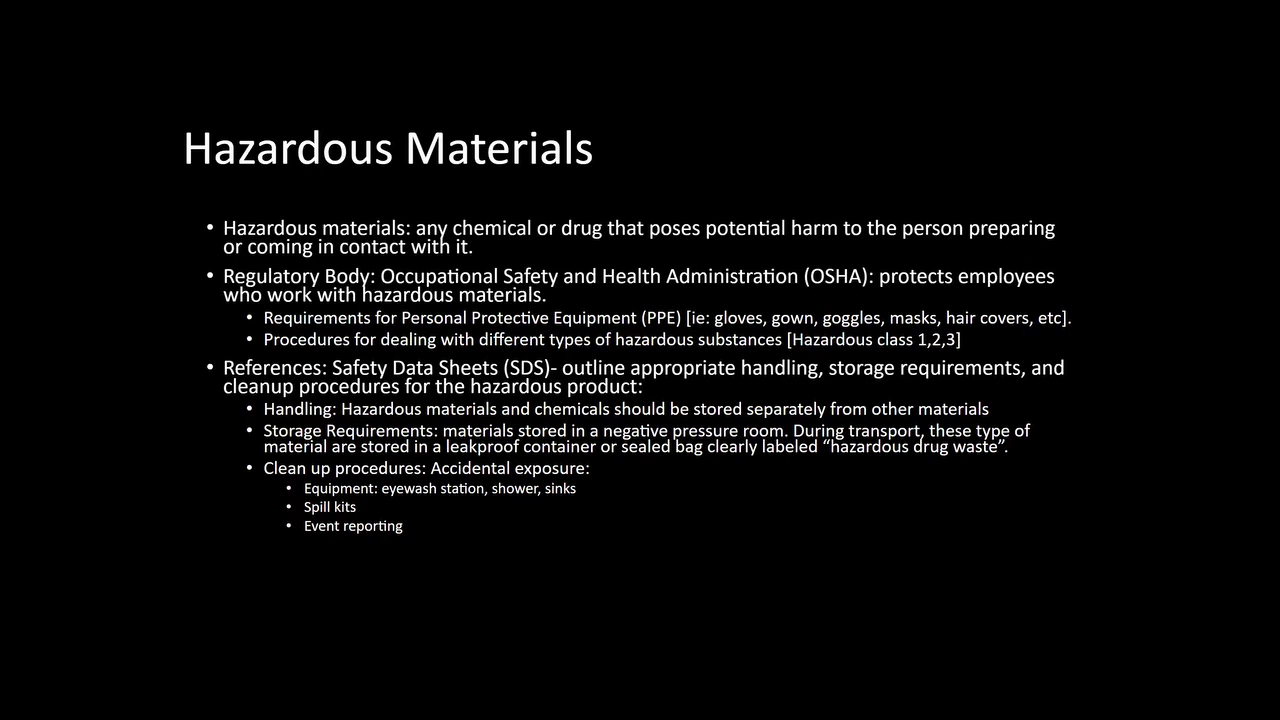 Hazardous Materials
• Hazardous materials: any chemical or drug that poses potential harm to the person preparing
or coming in contact with it.
• Regulatory Body: Occupational Safety and Health Administration (OSHA): protects employees
who work with hazardous materials.
• Requirements for Personal Protective Equipment (PPE) [ie: gloves, gown, goggles, masks, hair covers, etc].
• Procedures for dealing with different types of hazardous substances [Hazardous class 1,2,3]
• References: Safety Data Sheets (SDS)- outline appropriate handling, storage requirements, and
cleanup procedures for the hazardous product:
• Handling: Hazardous materials and chemicals should be stored separately from other materials
• Storage Requirements: materials stored in a negative pressure room. During transport, these type of
material are stored in a leakproof container or sealed bag clearly labeled “hazardous drug waste”.
• Clean up procedures: Accidental exposure:
• Equipment: eyewash station, shower, sinks
• Spill kits
• Event reporting